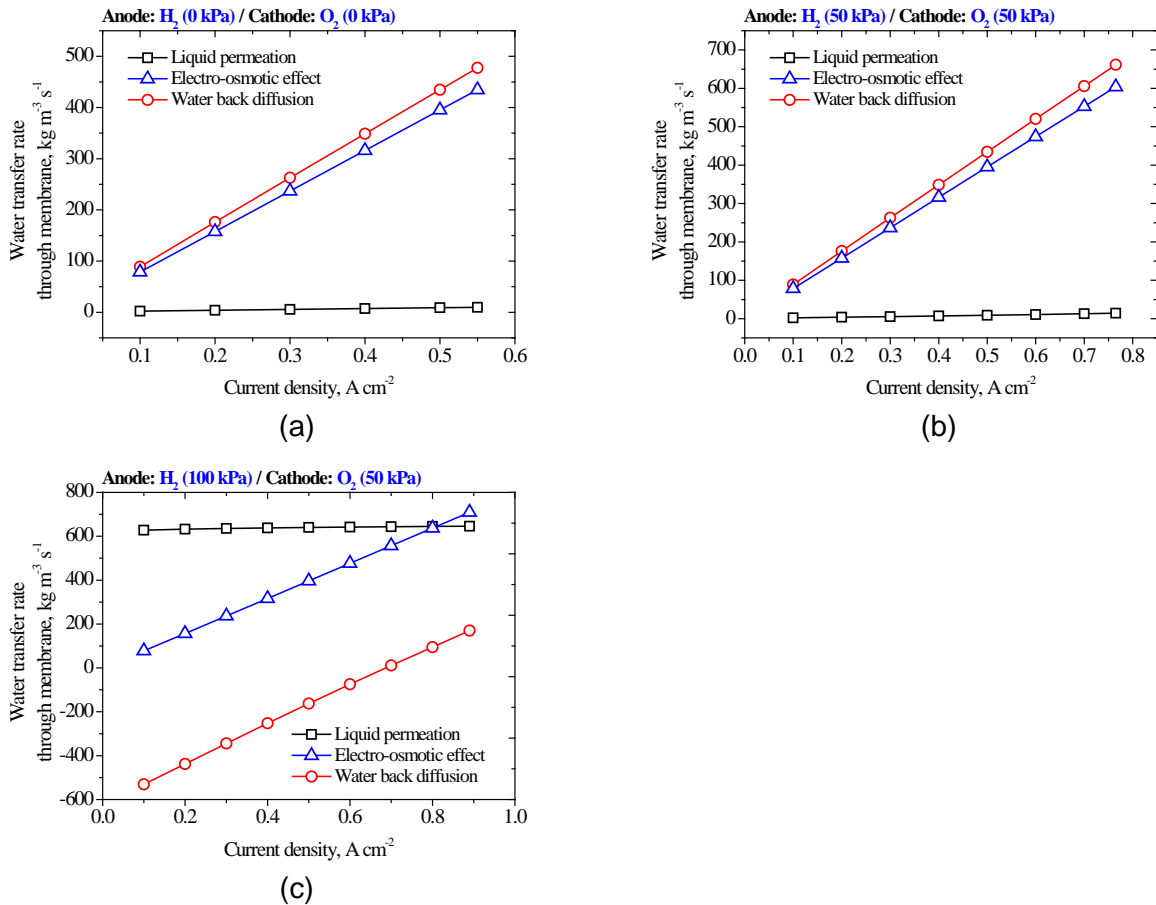 Anode: H2 (0 kPa) / Cathode: O2 (0 kPa)
Water transfer rate
through membrane, kg m-3 s-1
500
400
300
200
100
0
Liquid permeation
Electro-osmotic effect
Water back diffusion
0.1 0.2 0.3 0.4 0.5 0.6
Current density, A cm-2
(a)
Anode: H2 (50 kPa) / Cathode: O2 (50 kPa)
Water transfer rate
through membrane, kg m-3 s-1
700
600
500
400
300
200
100
0
Liquid permeation
Electro-osmotic effect
Water back diffusion
0.0 0.1 0.2 0.3 0.4 0.5 0.6 0.7 0.8
Current density, A cm-2
(b)
Anode: H2 (100 kPa) / Cathode: O2 (50 kPa)
Water transfer rate
through membrane, kg m-3 s-1
800
600
400
200
0
-200
-400
-600
Liquid permeation
Electro-osmotic effect
Water back diffusion
0.0 0.2 0.4 0.6 0.8 1.0
Current density, A cm-2
(c)